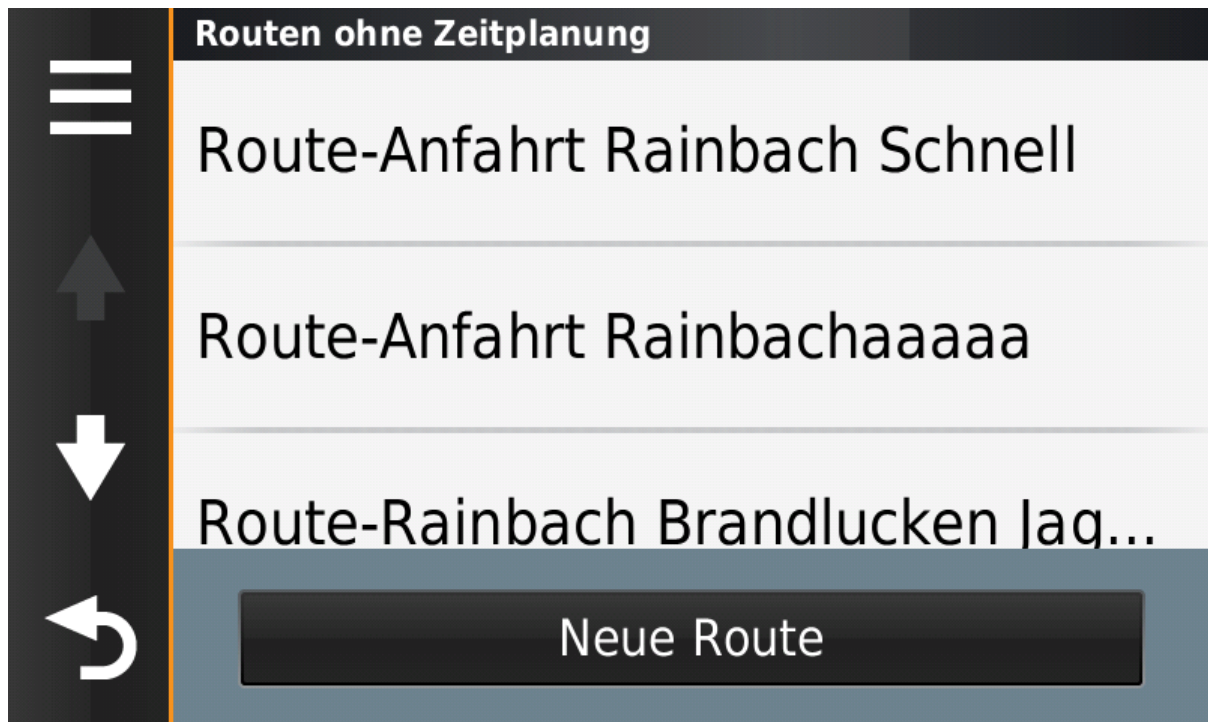 Routen ohne Zeitplanung
Route-Anfahrt Rainbach Schnell
Route-Anfahrt Rainbachaaaaa
Route-Rainbach Brandlucken Jag...
Neue Route